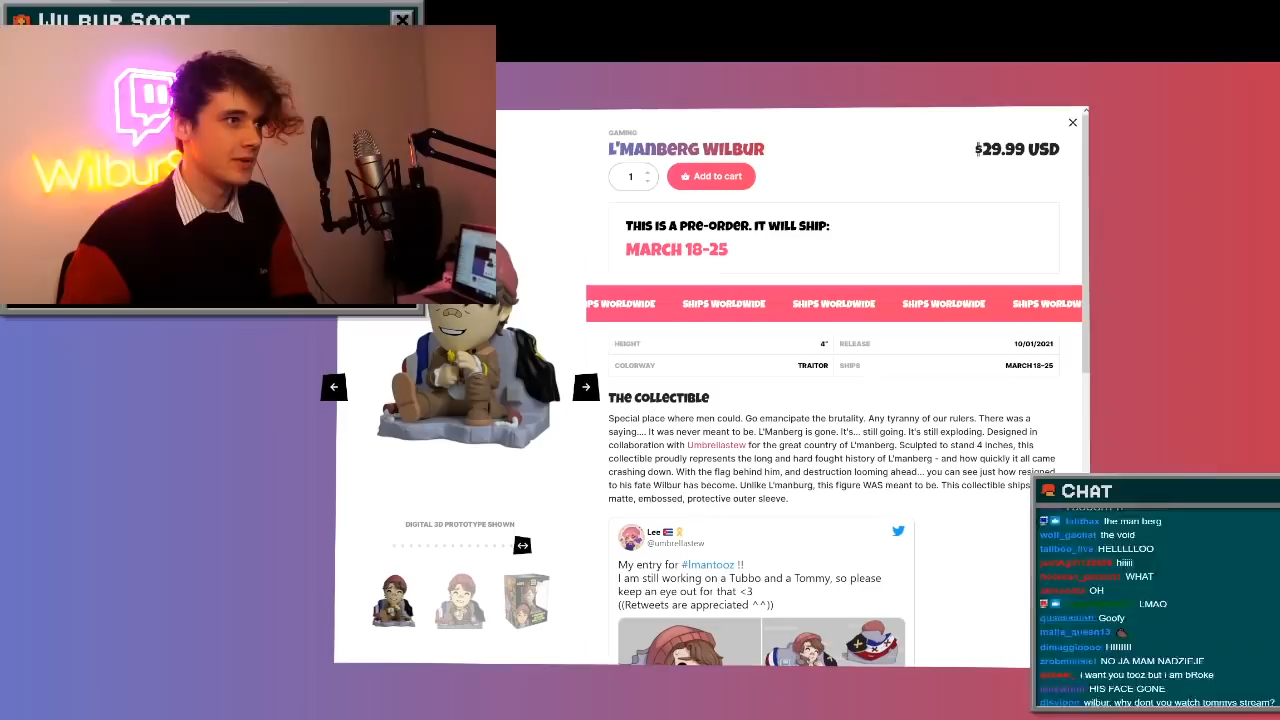 WILBUR SOOT
Wilbur
GAMING
L'MANBERG WILBUR
$29.99 USD
1
Add to cart
THIS IS A PRE-ORDER. IT WILL SHIP:
MARCH 18-25
IPS WORLDWIDE SHIPS WORLDWIDE SHIPS WORLDWIDE SHIPS WORLDWIDE SHIPS WORLDW
HEIGHT 4" RELEASE 10/01/2021
COLORWAY TRAITOR SHIPS MARCH 18-25
THE COLLECTIBLE
Special place where men could. Go emancipate the brutality. Any tyranny of our rulers. There was a
saying.... It was never meant to be. L'Manberg is gone. It's... still going. It's still exploding. Designed in
collaboration with Umbrellastew for the great country of L'manberg. Sculpted to stand 4 inches, this
collectible proudly represents the long and hard fought history of L'manberg - and how quickly it all came
crashing down. With the flag behind him, and destruction looming ahead... you can see just how resigned
to his fate Wilbur has become. Unlike L'manburg, this figure WAS meant to be. This collectible ships
matte, embossed, protective outer sleeve.
DIGITAL 3D PROTOTYPE SHOWN
Lee
@umbrellastew
My entry for #lmantooz !!
I am still working on a Tubbo and a Tommy, so please
keep an eye out for that <3
((Retweets are appreciated ^^))
CHAT
the man berg
the void
HELLLLLOO
hiiiii
WHAT
OH
LMAO
Goofy
HIIIIIII
NO JA MAM NADZIEJE
i want you tooz but i am bRoke
HIS FACE GONE
wilbur, why dont you watch tommys stream?